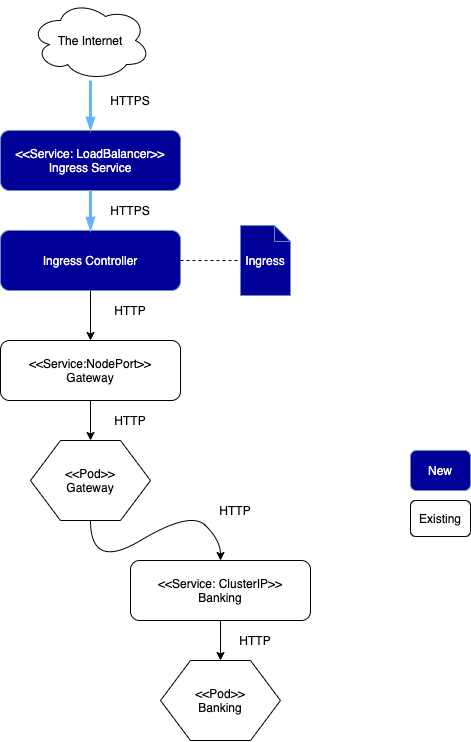 The Internet
HTTPS
<<Service: LoadBalancer>>
Ingress Service
HTTPS
Ingress Controller
Ingress
HTTP
<<Service:NodePort>>
Gateway
HTTP
<<Pod>>
Gateway
New
HTTP
Existing
<<Service: ClusterIP>>
Banking
HTTP
<<Pod>>
Banking